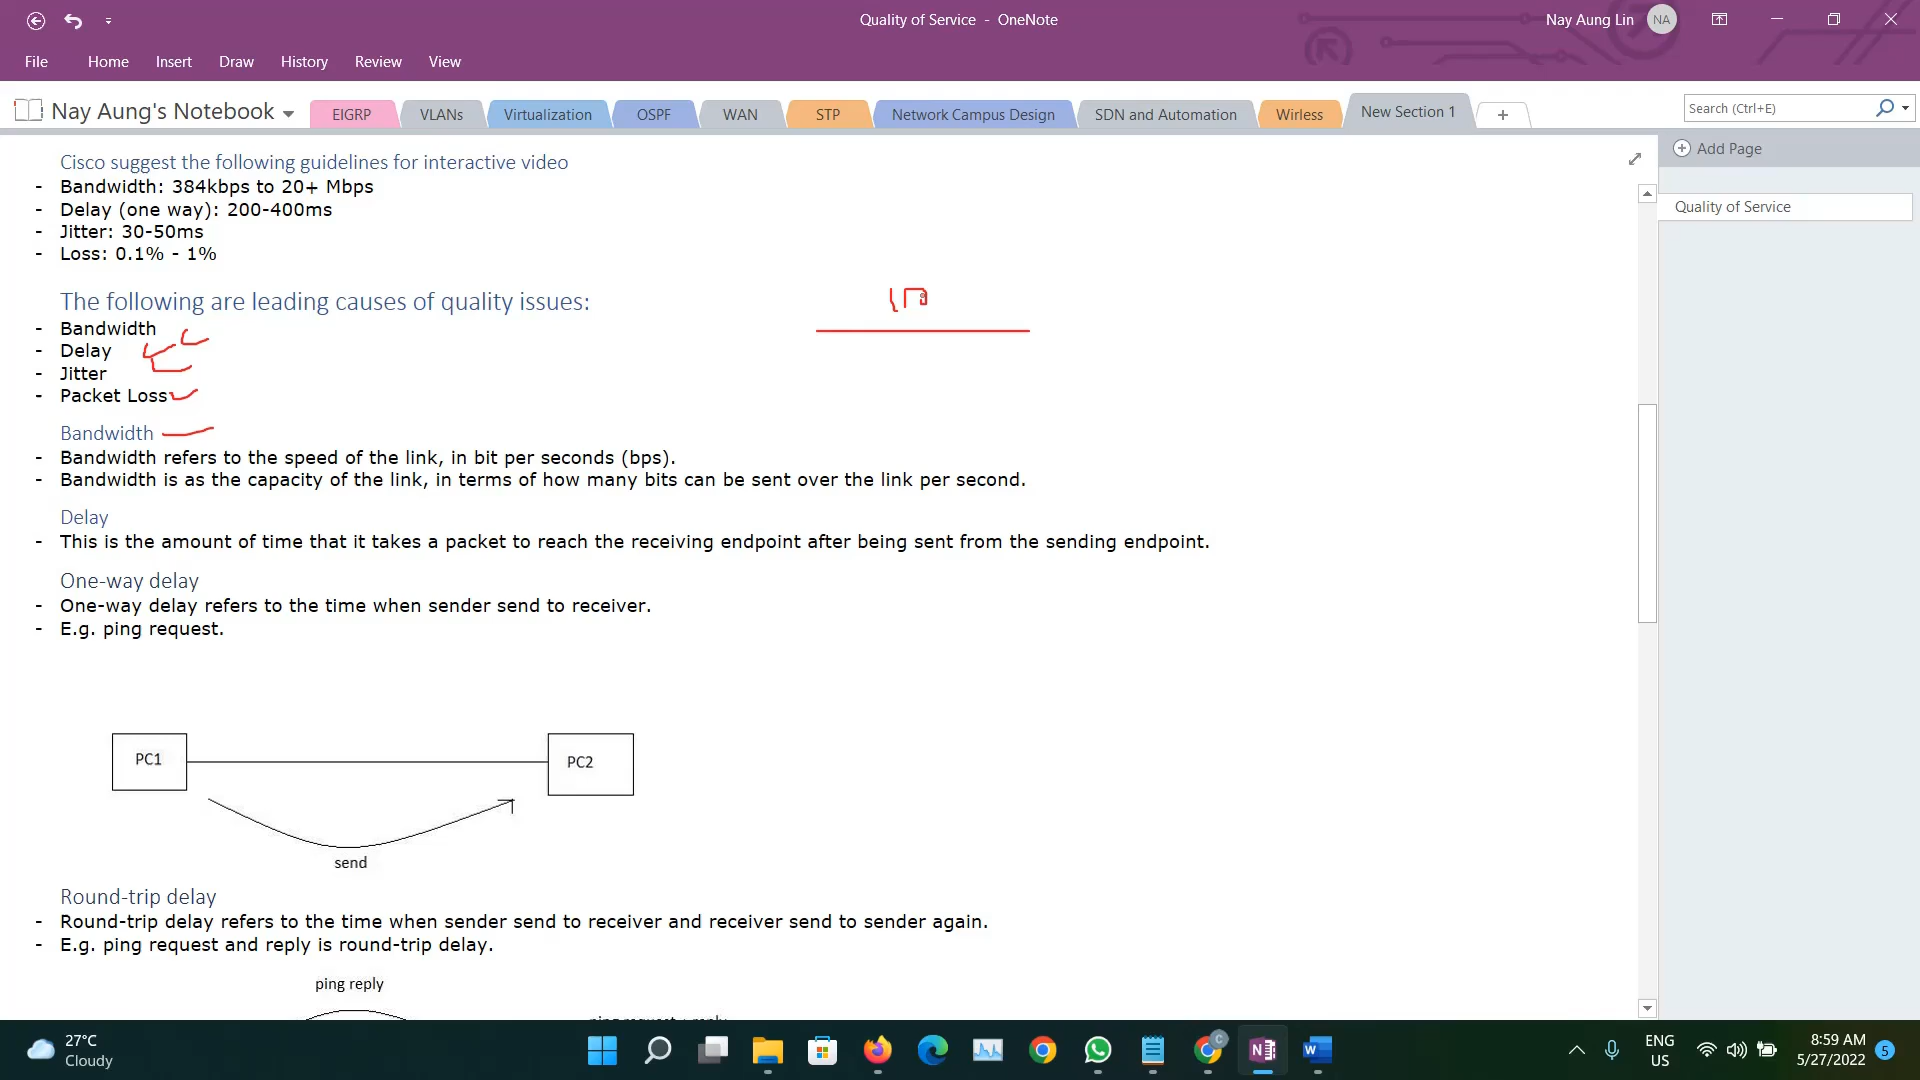 Quality of Service - OneNote
Nay Aung Lin NA
File Home Insert Draw History Review View
Nay Aung's Notebook
EIGRP VLANs Virtualization OSPF WAN STP Network Campus Design SDN and Automation Wirless New Section 1 +
Search (Ctrl+E)
Add Page
Quality of Service
Cisco suggest the following guidelines for interactive video
- Bandwidth: 384kbps to 20+ Mbps
- Delay (one way): 200-400ms
- Jitter: 30-50ms
- Loss: 0.1% - 1%
The following are leading causes of quality issues:
- Bandwidth
- Delay
- Jitter
- Packet Loss
Bandwidth
- Bandwidth refers to the speed of the link, in bit per seconds (bps).
- Bandwidth is as the capacity of the link, in terms of how many bits can be sent over the link per second.
Delay
- This is the amount of time that it takes a packet to reach the receiving endpoint after being sent from the sending endpoint.
One-way delay
- One-way delay refers to the time when sender send to receiver.
- E.g. ping request.
PC1
PC2
send
Round-trip delay
- Round-trip delay refers to the time when sender send to receiver and receiver send to sender again.
- E.g. ping request and reply is round-trip delay.
ping reply
27°C
Cloudy
ENG
US
8:59 AM
5/27/2022
5